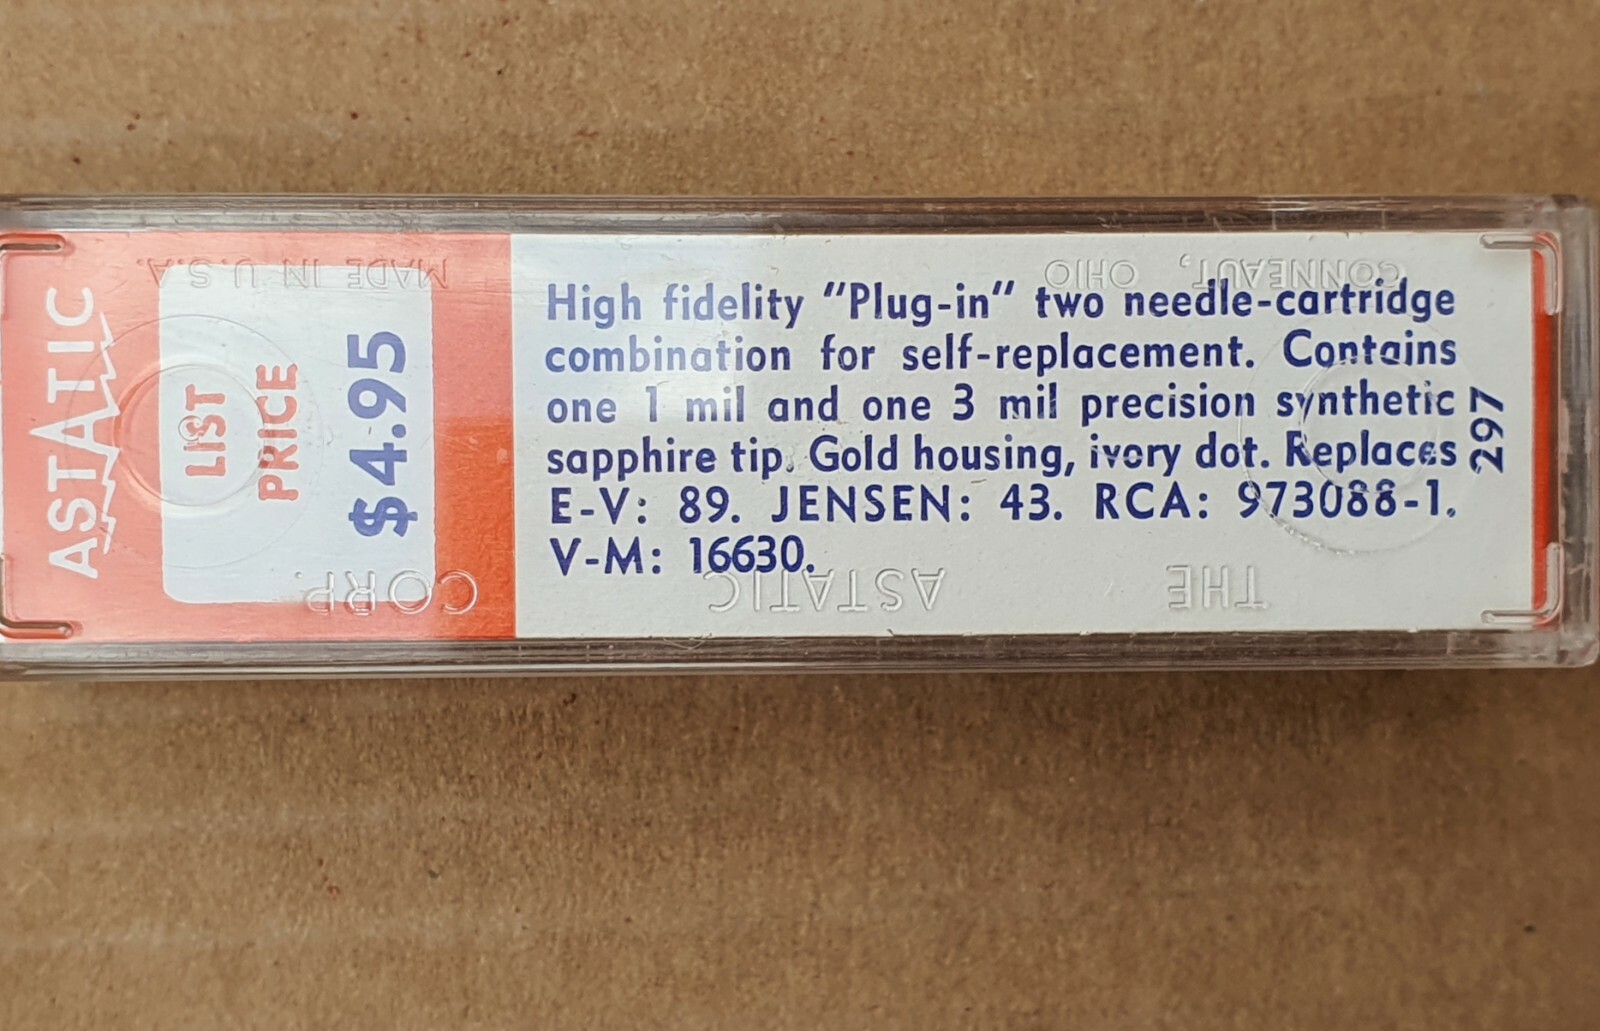 ASTATIC
LIST
PRICE
$4.95
High fidelity "Plug-in" two needle-cartridge
combination for self-replacement. Contains
one 1 mil and one 3 mil precision synthetic
sapphire tip. Gold housing, ivory dot. Replaces
E-V: 89. JENSEN: 43. RCA: 973088-1.
V-M: 16630.
297
THE ASTATIC CORP.
CONNEAUT, OHIO MADE IN U.S.A.